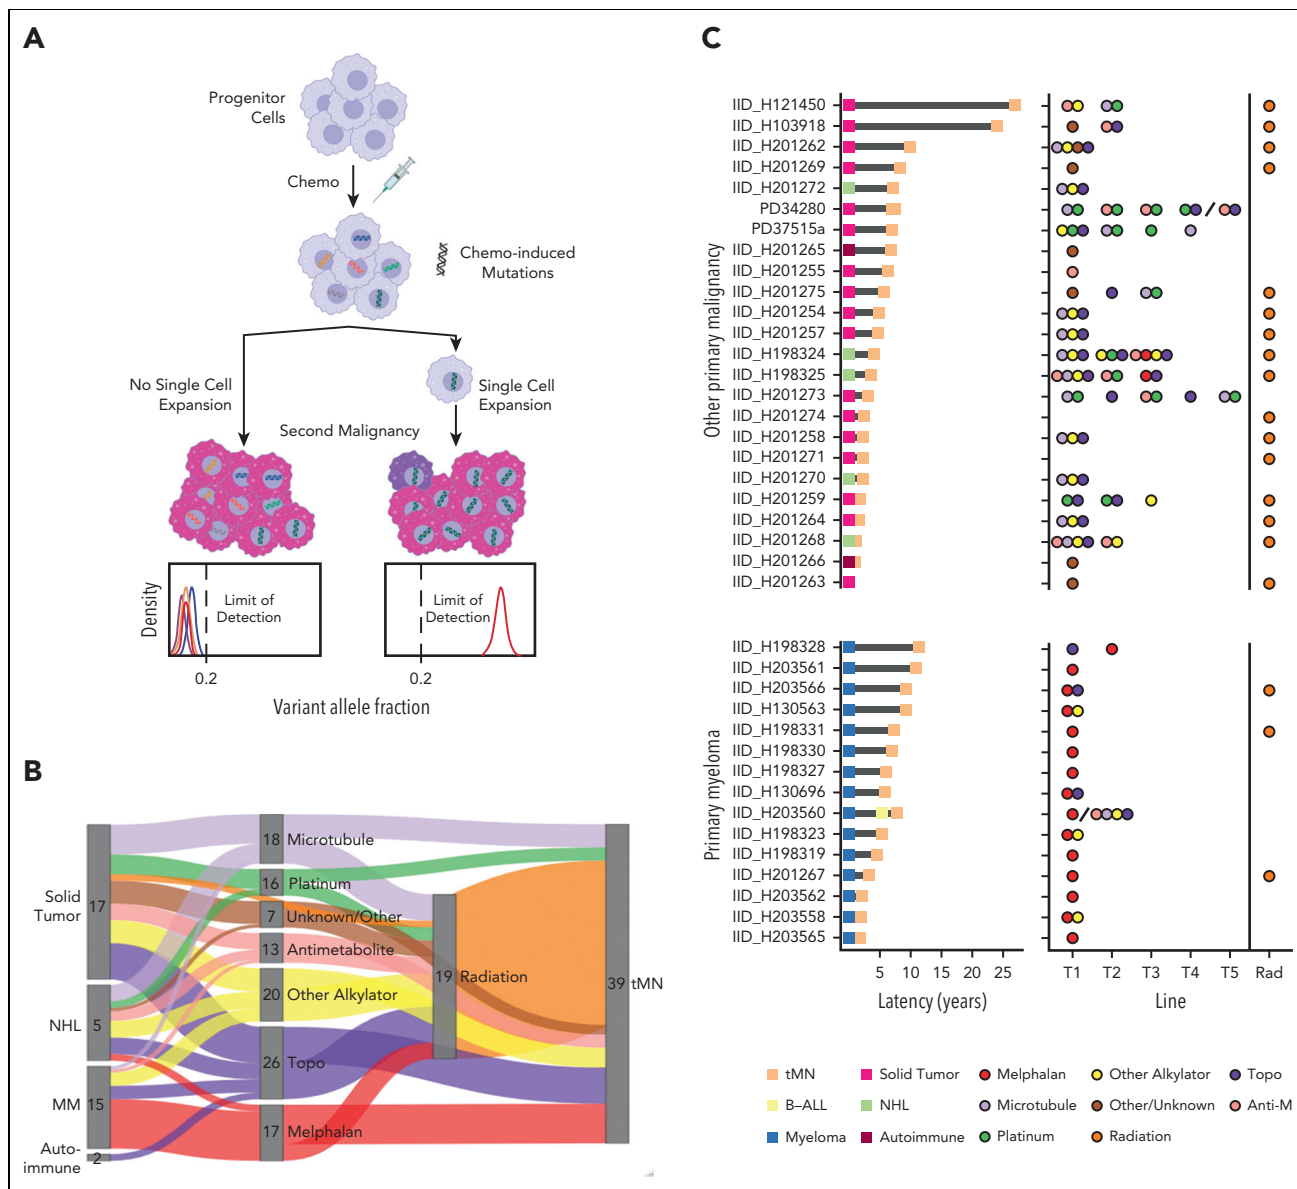 A
Progenitor
Cells
Chemo
Chemo-induced
Mutations
No Single Cell
Expansion
Single Cell
Expansion
Second Malignancy
Density
Limit of
Detection
Limit of
Detection
0.2
0.2
Variant allele fraction
B
Solid
Tumor
17
NHL
5
MM
15
Auto-
immune
2
18 Microtubule
16 Platinum
7 Unknown/Other
13 Antimetabolite
20 Other Alkylator
26 Topo
17 Melphalan
19 Radiation
39 tMN
C
Other primary malignancy
IID_H121450
IID_H103918
IID_H201262
IID_H201269
IID_H201272
PD34280
/
PD37515a
IID_H201265
IID_H201255
IID_H201275
IID_H201254
IID_H201257
IID_H198324
IID_H198325
IID_H201273
IID_H201274
IID_H201258
IID_H201271
IID_H201270
IID_H201259
IID_H201264
IID_H201268
IID_H201266
IID_H201263
Primary myeloma
IID_H198328
IID_H203561
IID_H203566
IID_H130563
IID_H198331
IID_H198330
IID_H198327
IID_H130696
IID_H203560
/
IID_H198323
IID_H198319
IID_H201267
IID_H203562
IID_H203558
IID_H203565
5 10 15 20 25
Latency (years)
T1 T2 T3 T4 T5 Rad
Line
tMN Solid Tumor Melphalan Other Alkylator Topo
B–ALL NHL Microtubule Other/Unknown Anti-M
Myeloma Autoimmune Platinum Radiation